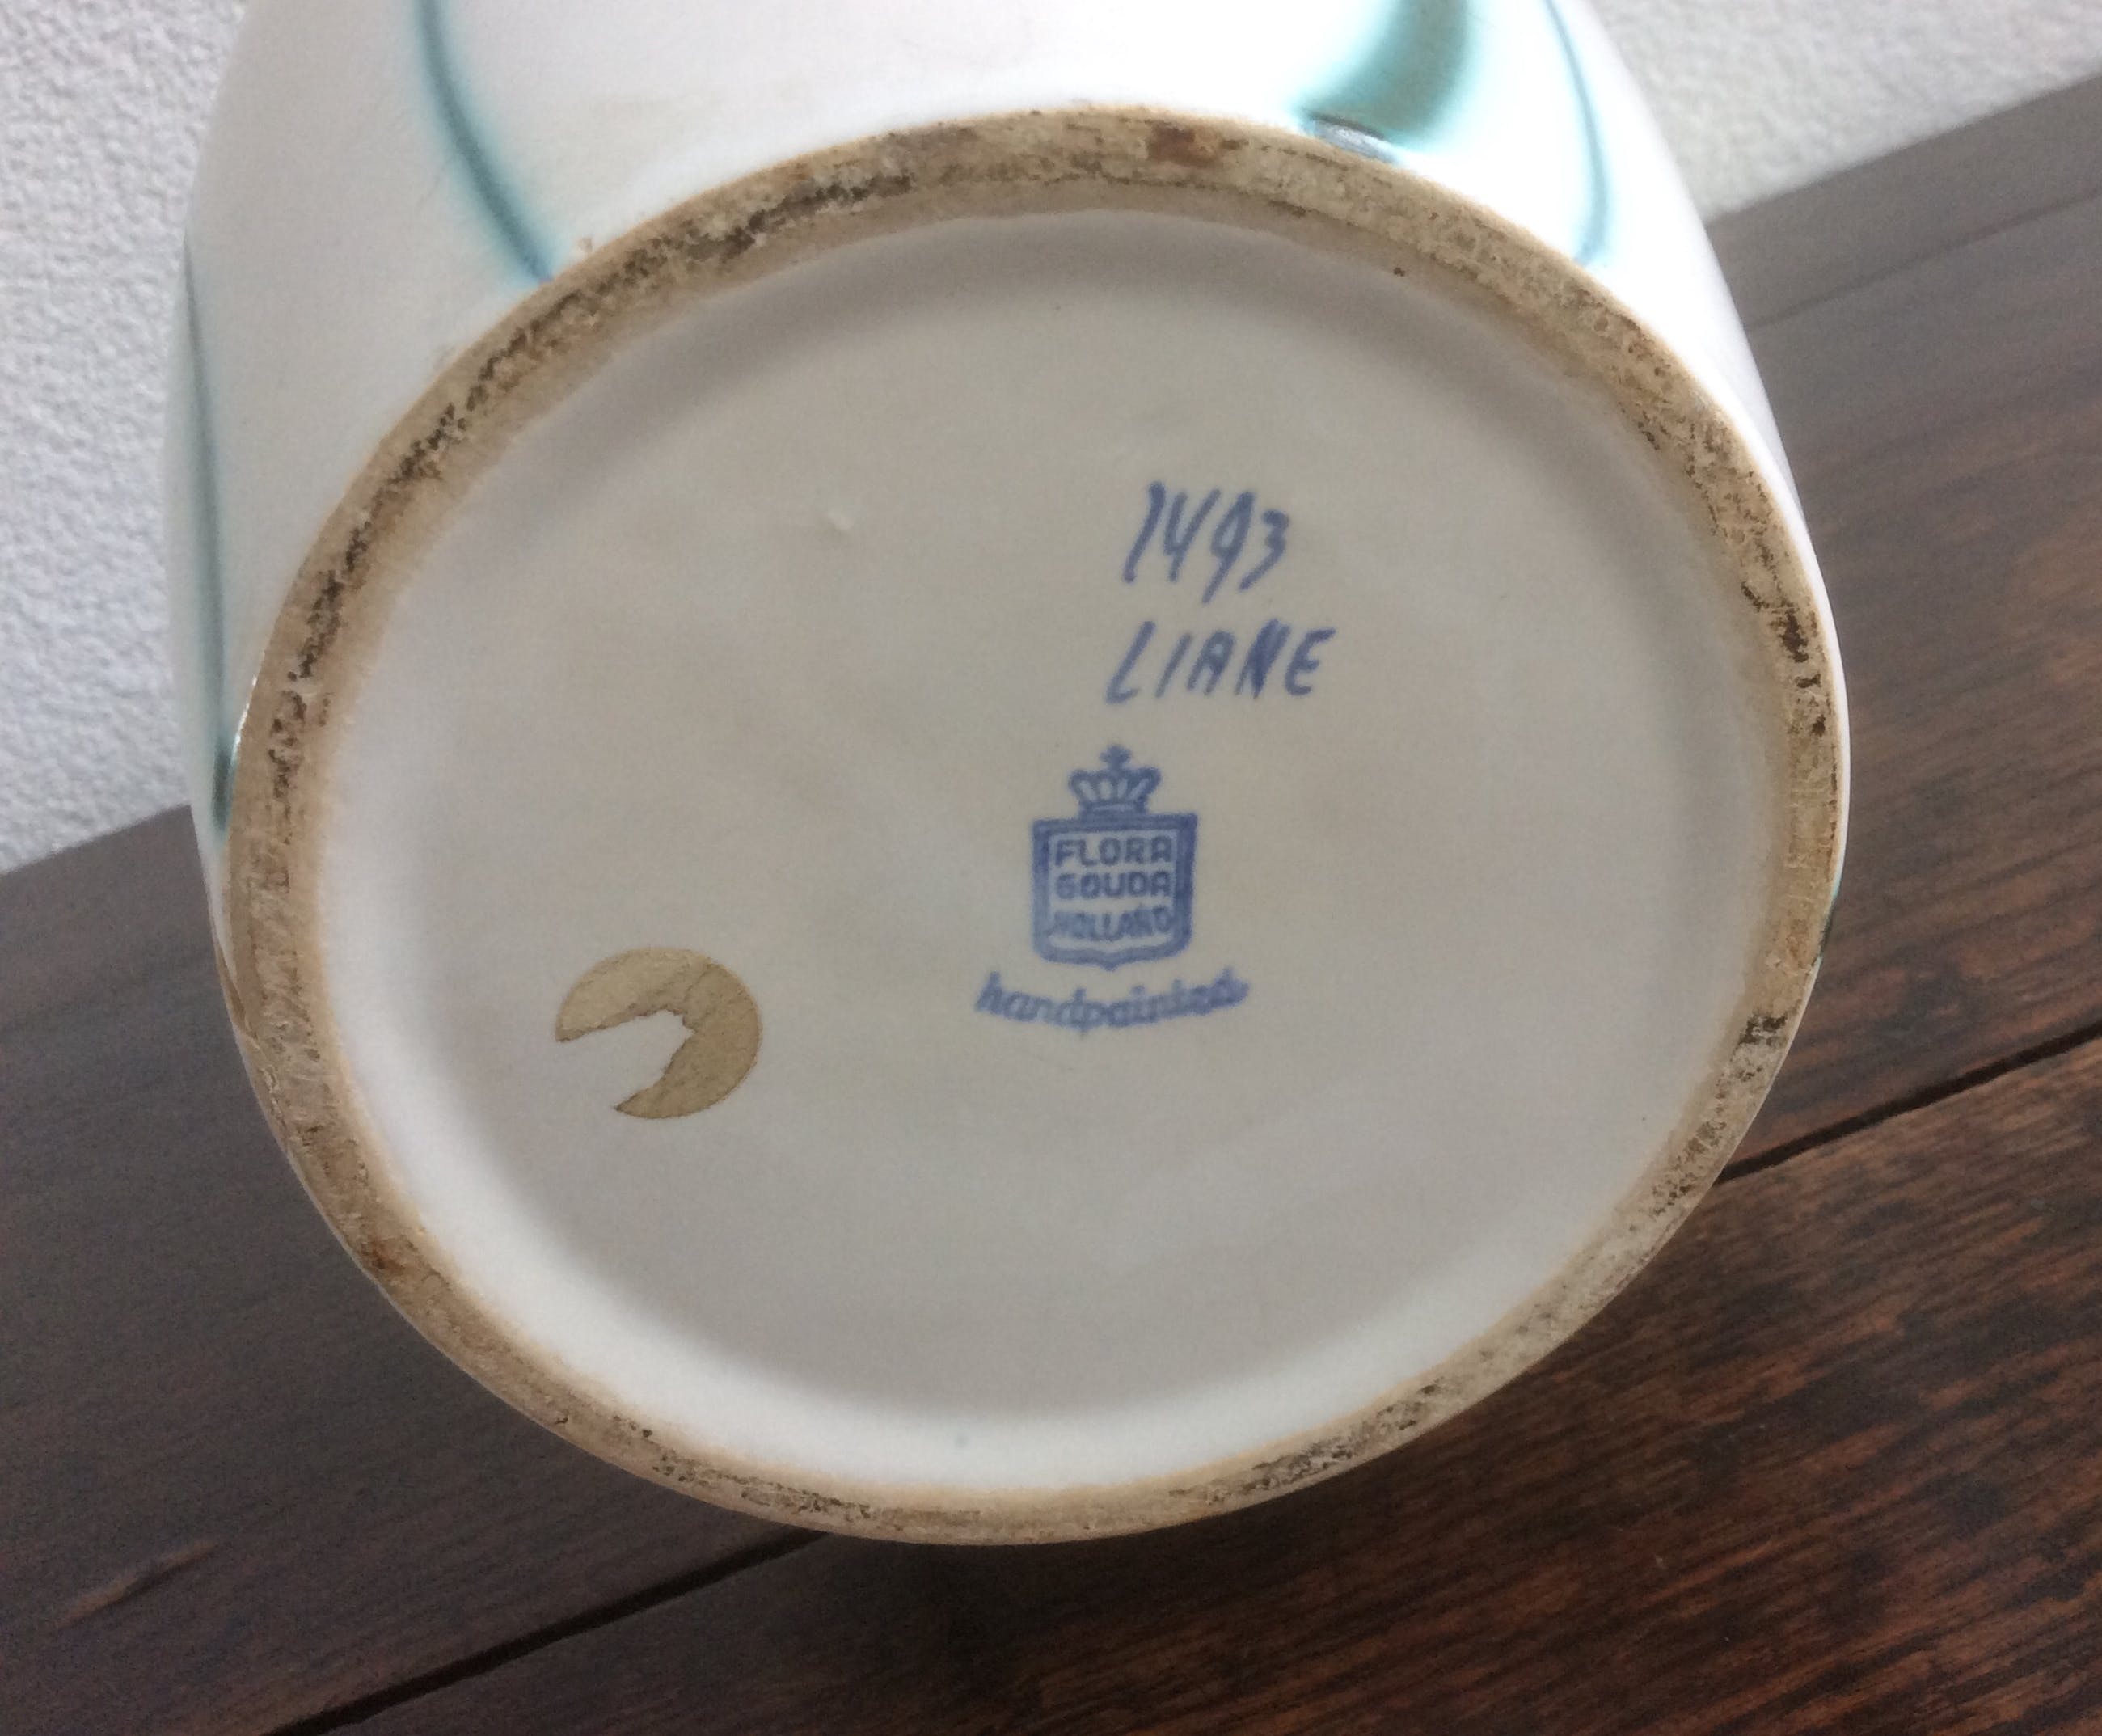 1493
LIANE
FLORA
GOUDA
HOLLAND
handpainted